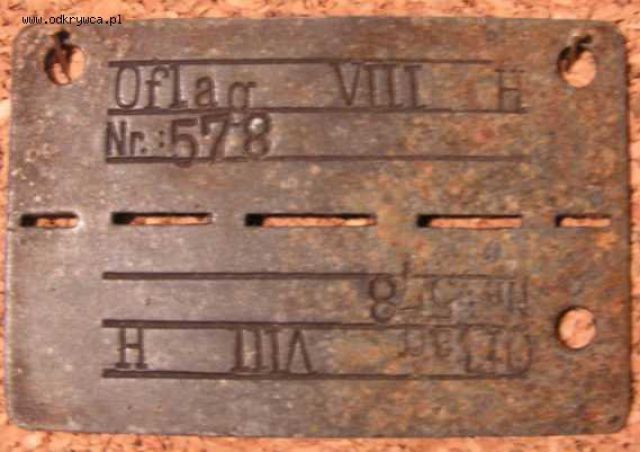 www.odkrywca.pl
Oflag VIII H
Nr.: 578
Nr.: 578
Oflag VIII H